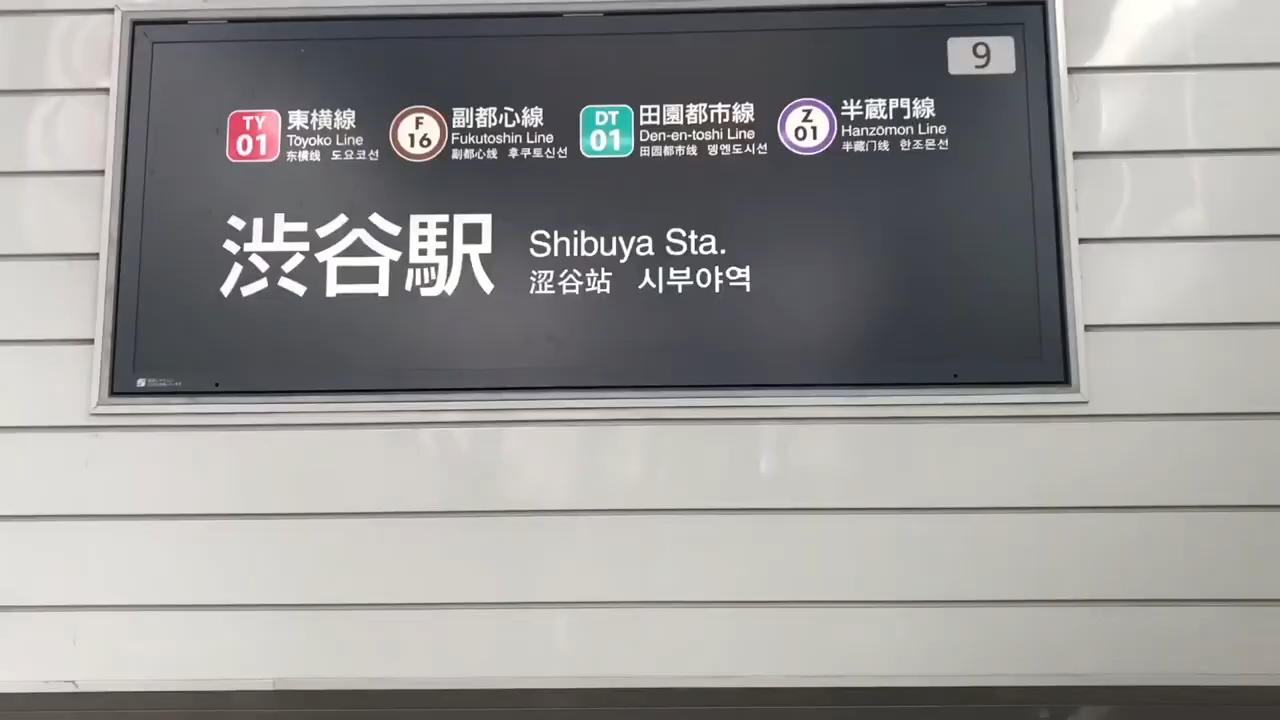 9
TY 01 東横線 Tōyoko Line 东横线 도요코선
F 16 副都心線 Fukutoshin Line 副都心线 후쿠토신선
DT 01 田園都市線 Den-en-toshi Line 田园都市线 뎅엔도시선
Z 01 半蔵門線 Hanzōmon Line 半藏门线 한조몬선
渋谷駅 Shibuya Sta.
涩谷站 시부야역